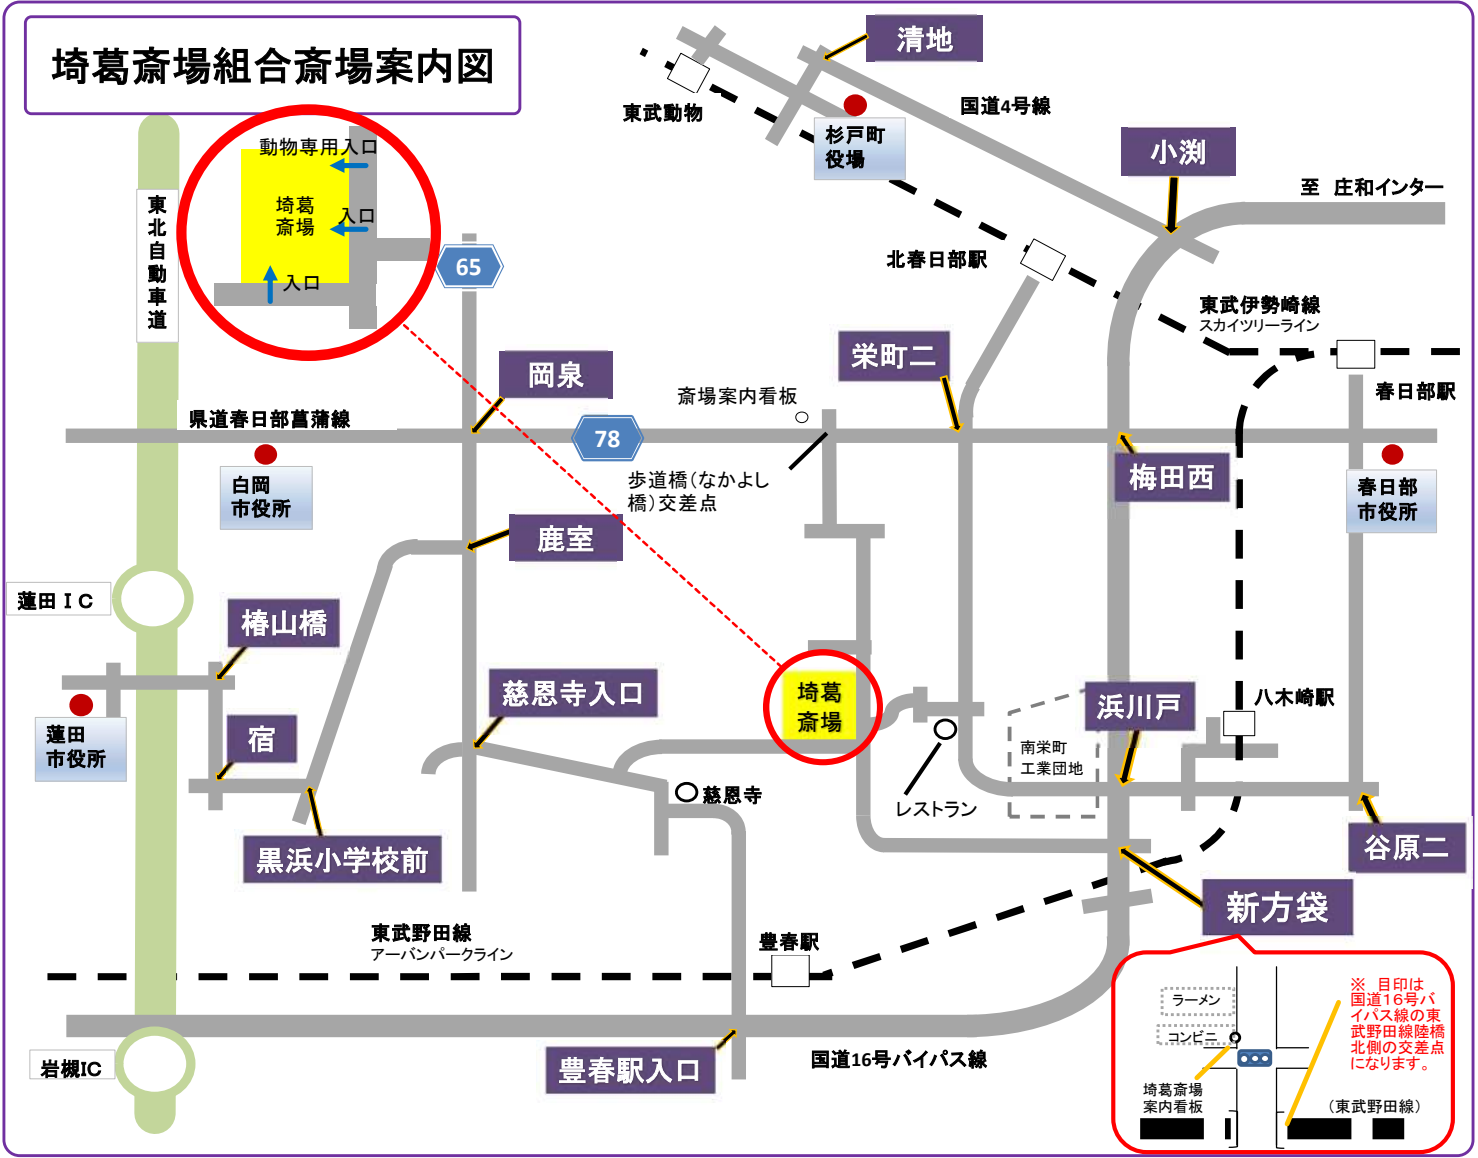 埼葛斎場組合斎場案内図
清地
東武動物
杉戸町
役場
国道4号線
小渕
至 庄和インター
動物専用入口
埼葛
斎場
入口
入口
東北自動車道
65
北春日部駅
東武伊勢崎線
スカイツリーライン
栄町二
岡泉
斎場案内看板
春日部駅
県道春日部菖蒲線
78
白岡
市役所
歩道橋(なかよし
橋)交差点
梅田西
春日部
市役所
鹿室
蓮田IC
椿山橋
慈恩寺入口
埼葛
斎場
浜川戸
八木崎駅
蓮田
市役所
宿
南栄町
工業団地
慈恩寺
レストラン
黒浜小学校前
谷原二
新方袋
東武野田線
アーバンパークライン
豊春駅
岩槻IC
豊春駅入口
国道16号バイパス線
ラーメン
コンビニ
※ 目印は
国道16号バ
イパス線の東
武野田線陸橋
北側の交差点
になります。
埼葛斎場
案内看板
(東武野田線)